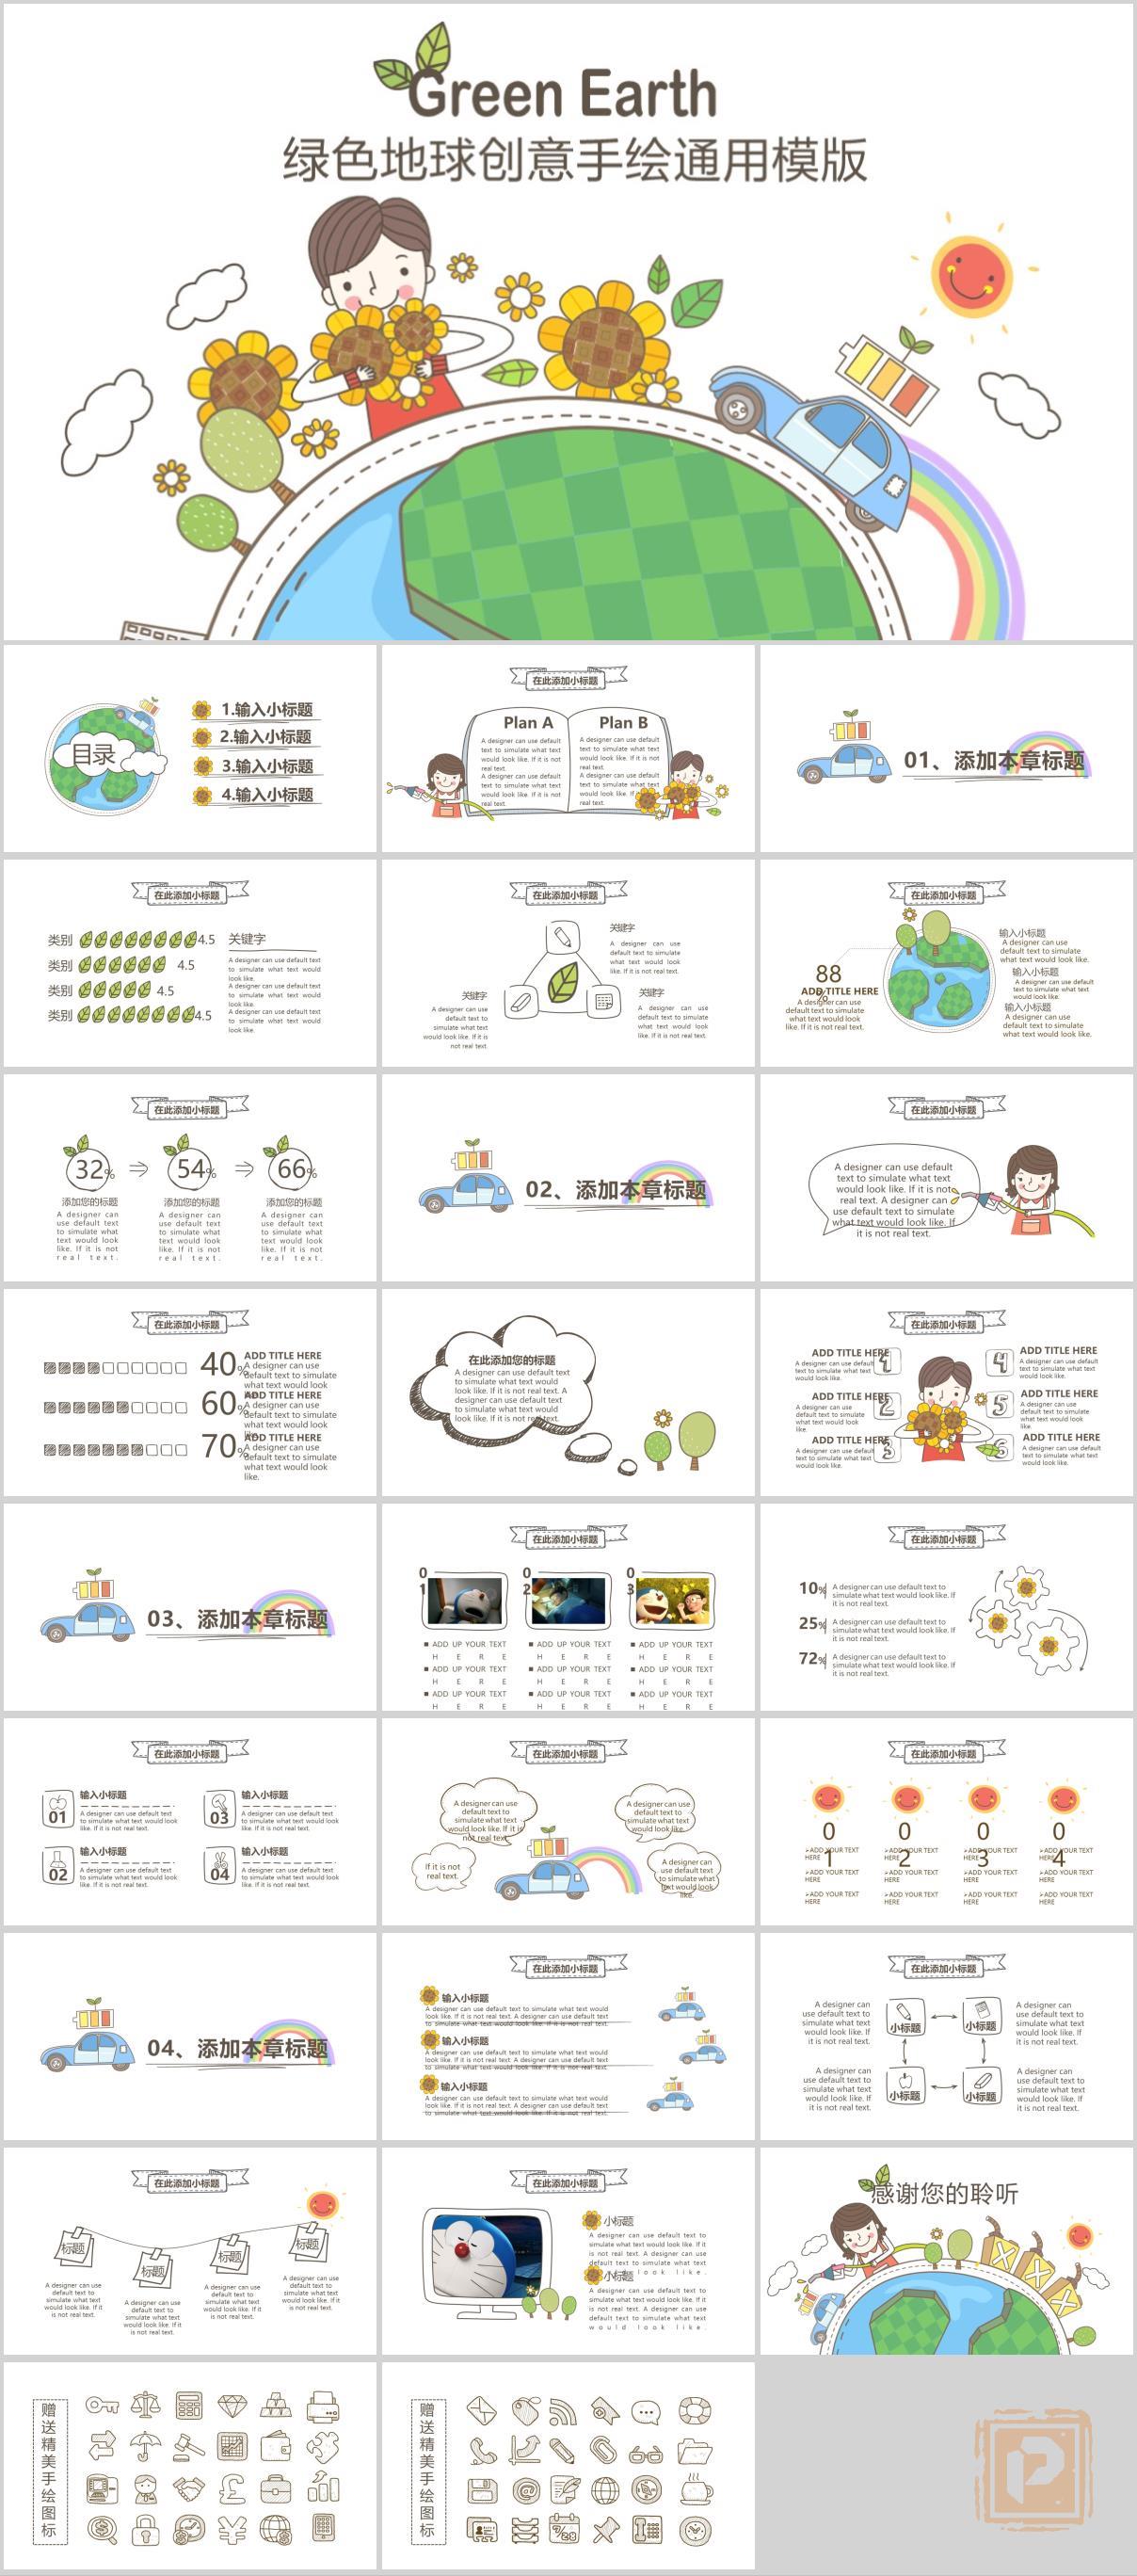 Green Earth
绿色地球创意手绘通用模版
目录
1.输入小标题
2.输入小标题
3.输入小标题
4.输入小标题
在此添加小标题
Plan A
A designer can use default
text to simulate what text
would look like. If it is not
real text.
A designer can use default
text to simulate what text
would look like. If it is not
real text.
Plan B
A designer can use default
text to simulate what text
would look like. If it is not
real text.
A designer can use default
text to simulate what text
would look like. If
real text.
01、添加本章标题
在此添加小标题
类别 4.5
类别 4.5
类别 4.5
类别 4.5
关键字
A designer can use default text
to simulate what text would
look like.
A designer can use default text
to simulate what text would
look like.
A designer can use default text
to simulate what text would
look like.
在此添加小标题
关键字
A designer can use
default text to simulate
what text would look
like. If it is not real text.
关键字
A designer can use
default text to
simulate what text
would look like. If it is
not real text.
关键字
A designer can use
default text to simulate
what text would look
like. If it is not real text.
在此添加小标题
88
%
ADD TITLE HERE
A designer can use
default text to simulate
what text would look
like. If it is not real text.
输入小标题
A designer can use
default text to simulate
what text would look like.
输入小标题
A designer can use default
text to simulate what text
would look like.
输入小标题
A designer can use
default text to simulate
what text would look like.
在此添加小标题
32%
添加您的标题
A designer can
use default text
to simulate what
text would look
like. If it is not
real text.
54%
添加您的标题
A designer can
use default text
to simulate what
text would look
like. If it is not
real text.
66%
添加您的标题
A designer can
use default text
to simulate what
text would look
like. If it is not
real text.
02、添加本章标题
在此添加小标题
A designer can use default
text to simulate what text
would look like. If it is not
real text. A designer can
use default text to simulate
what text would look like. If
it is not real text.
在此添加小标题
40%
ADD TITLE HERE
A designer can use
default text to simulate
what text would look
like.
60%
ADD TITLE HERE
A designer can use
default text to simulate
what text would look
like.
70%
ADD TITLE HERE
A designer can use
default text to simulate
what text would look
like.
在此添加您的标题
A designer can use default text
to simulate what text would
look like. If it is not real text. A
designer can use default text
to simulate what text would
look like. If it is not real text.
在此添加小标题
ADD TITLE HERE
A designer can use default
text to simulate what text
would look like.
1
ADD TITLE HERE
A designer can use
default text to simulate
what text would look
like.
2
ADD TITLE HERE
A designer can use default
text to simulate what text
would look like.
3
4
ADD TITLE HERE
A designer can use default
text to simulate what text
would look like.
5
ADD TITLE HERE
A designer can use default
text to simulate what text
would look like.
6
ADD TITLE HERE
A designer can use default
text to simulate what text
would look like.
03、添加本章标题
在此添加小标题
01
ADD UP YOUR TEXT
HERE
ADD UP YOUR TEXT
HERE
ADD UP YOUR TEXT
HERE
02
ADD UP YOUR TEXT
HERE
ADD UP YOUR TEXT
HERE
ADD UP YOUR TEXT
HERE
03
ADD UP YOUR TEXT
HERE
ADD UP YOUR TEXT
HERE
ADD UP YOUR TEXT
HERE
在此添加小标题
10%
A designer can use default text to
simulate what text would look like. If
it is not real text.
25%
A designer can use default text to
simulate what text would look like. If
it is not real text.
72%
A designer can use default text to
simulate what text would look like. If
it is not real text.
在此添加小标题
01
输入小标题
A designer can use default text
to simulate what text would look
like. If it is not real text.
03
输入小标题
A designer can use default text
to simulate what text would look
like. If it is not real text.
02
输入小标题
A designer can use default text
to simulate what text would look
like. If it is not real text.
04
输入小标题
A designer can use default text
to simulate what text would look
like. If it is not real text.
在此添加小标题
A designer can use
default text to
simulate what text
would look like. If it is
not real text.
A designer can use
default text to
simulate what text
would look like.
If it is not
real text.
A designer can
use default text
to simulate what
text would look
like.
在此添加小标题
01
ADD YOUR TEXT
HERE
ADD YOUR TEXT
HERE
ADD YOUR TEXT
HERE
02
ADD YOUR TEXT
HERE
ADD YOUR TEXT
HERE
ADD YOUR TEXT
HERE
03
ADD YOUR TEXT
HERE
ADD YOUR TEXT
HERE
ADD YOUR TEXT
HERE
04
ADD YOUR TEXT
HERE
ADD YOUR TEXT
HERE
ADD YOUR TEXT
HERE
04、添加本章标题
在此添加小标题
输入小标题
A designer can use default text to simulate what text would
look like. If it is not real text. A designer can use default text
to simulate what text would look like. If it is not real text.
输入小标题
A designer can use default text to simulate what text would
look like. If it is not real text. A designer can use default text
to simulate what text would look like. If it is not real text.
输入小标题
A designer can use default text to simulate what text would
look like. If it is not real text. A designer can use default text
to simulate what text would look like. If it is not real text.
在此添加小标题
A designer can
use default text to
simulate what text
would look like. If
it is not real text.
小标题
小标题
A designer can
use default text to
simulate what text
would look like. If
it is not real text.
A designer can
use default text to
simulate what text
would look like. If
it is not real text.
小标题
小标题
A designer can
use default text to
simulate what text
would look like. If
it is not real text.
在此添加小标题
标题
标题
标题
标题
A designer can use
default text to
simulate what text
would look like. If it
is not real text.
A designer can use
default text to
simulate what text
would look like. If it
is not real text.
A designer can use
default text to
simulate what text
would look like. If it
is not real text.
A designer can use
default text to
simulate what text
would look like. If it
is not real text.
在此添加小标题
小标题
A designer can use default text to
simulate what text would look like. If it
is not real text. A designer can use
default text to simulate what text
would look like.
小标题
A designer can use default text to
simulate what text would look like. If it
is not real text. A designer can use
default text to simulate what text
would look like.
感谢您的聆听
赠送精美手绘图标
赠送精美手绘图标